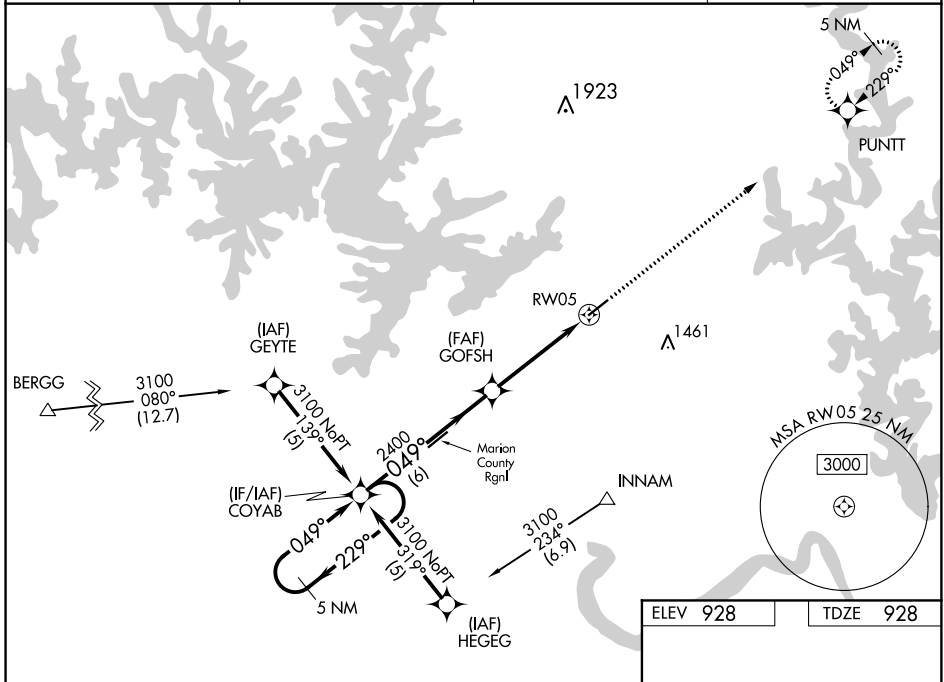 5 NM
049°
229°
PUNTT
1923
RW05
1461
(FAF)
GOFSH
(IAF)
GEYTE
BERGG
3100
080°
(12.7)
3100 NoPT
139°
(5)
2400
049°
(6)
Marion
County
Rgnl
MSA RW05 25 NM
3000
(IF/IAF)
COYAB
INNAM
3100
234°
(6.9)
049°
229°
3100 NoPT
319°
(5)
5 NM
(IAF)
HEGEG
ELEV 928
TDZE 928